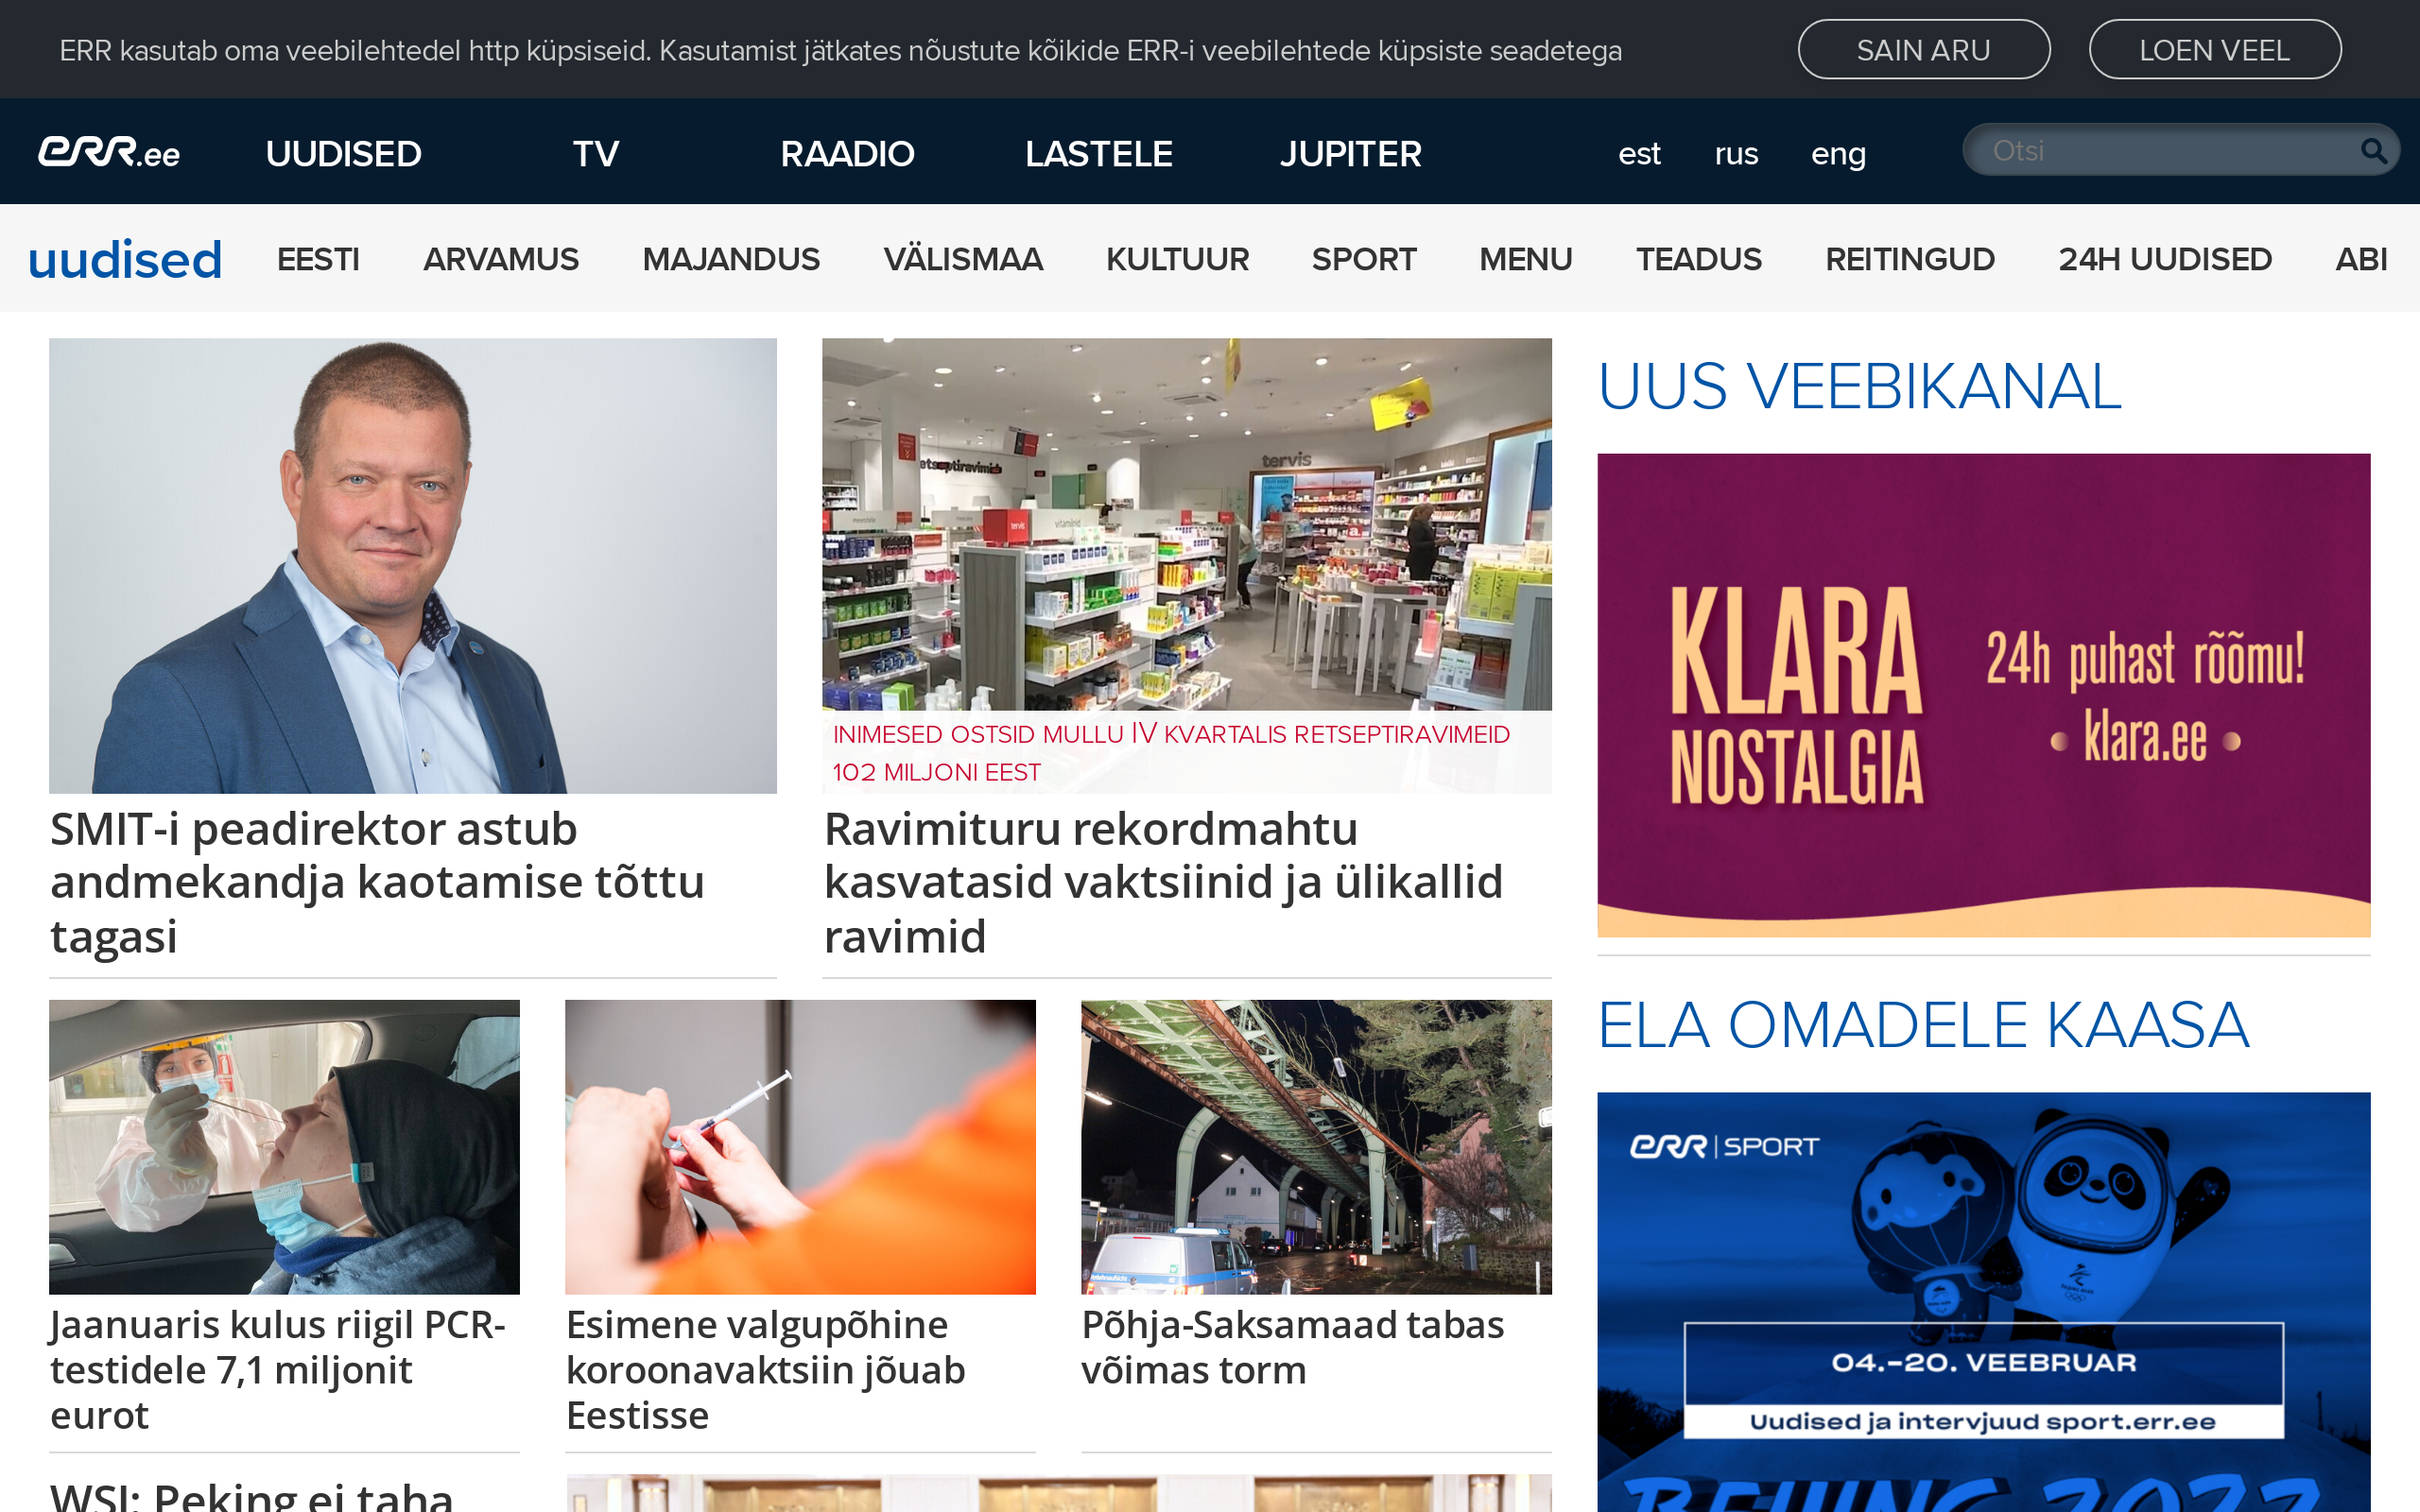 ERR kasutab oma veebilehtedel http küpsiseid. Kasutamist jätkates nõustute kõikide ERR-i veebilehtede küpsiste seadetega
SAIN ARU
LOEN VEEL
err.ee
UUDISED
TV
RAADIO
LASTELE
JUPITER
est
rus
eng
Otsi
uudised
EESTI
ARVAMUS
MAJANDUS
VÄLISMAA
KULTUUR
SPORT
MENU
TEADUS
REITINGUD
24H UUDISED
ABI
tervis
tervis
vitamiinid
INIMESED OSTSID MULLU IV KVARTALIS RETSEPTIRAVIMEID
102 MILJONI EEST
SMIT-i peadirektor astub
andmekandja kaotamise tõttu
tagasi
Ravimituru rekordmahtu
kasvatasid vaktsiinid ja ülikallid
ravimid
UUS VEEBIKANAL
KLARA
NOSTALGIA
24h puhast rõõmu!
• klara.ee •
Jaanuaris kulus riigil PCR-
testidele 7,1 miljonit
eurot
Esimene valgupõhine
koroonavaktsiin jõuab
Eestisse
Põhja-Saksamaad tabas
võimas torm
ELA OMADELE KAASA
err | SPORT
04.–20. VEEBRUAR
Uudised ja intervjuud sport.err.ee
BEIJING 2022
WSJ: Peking ei taha